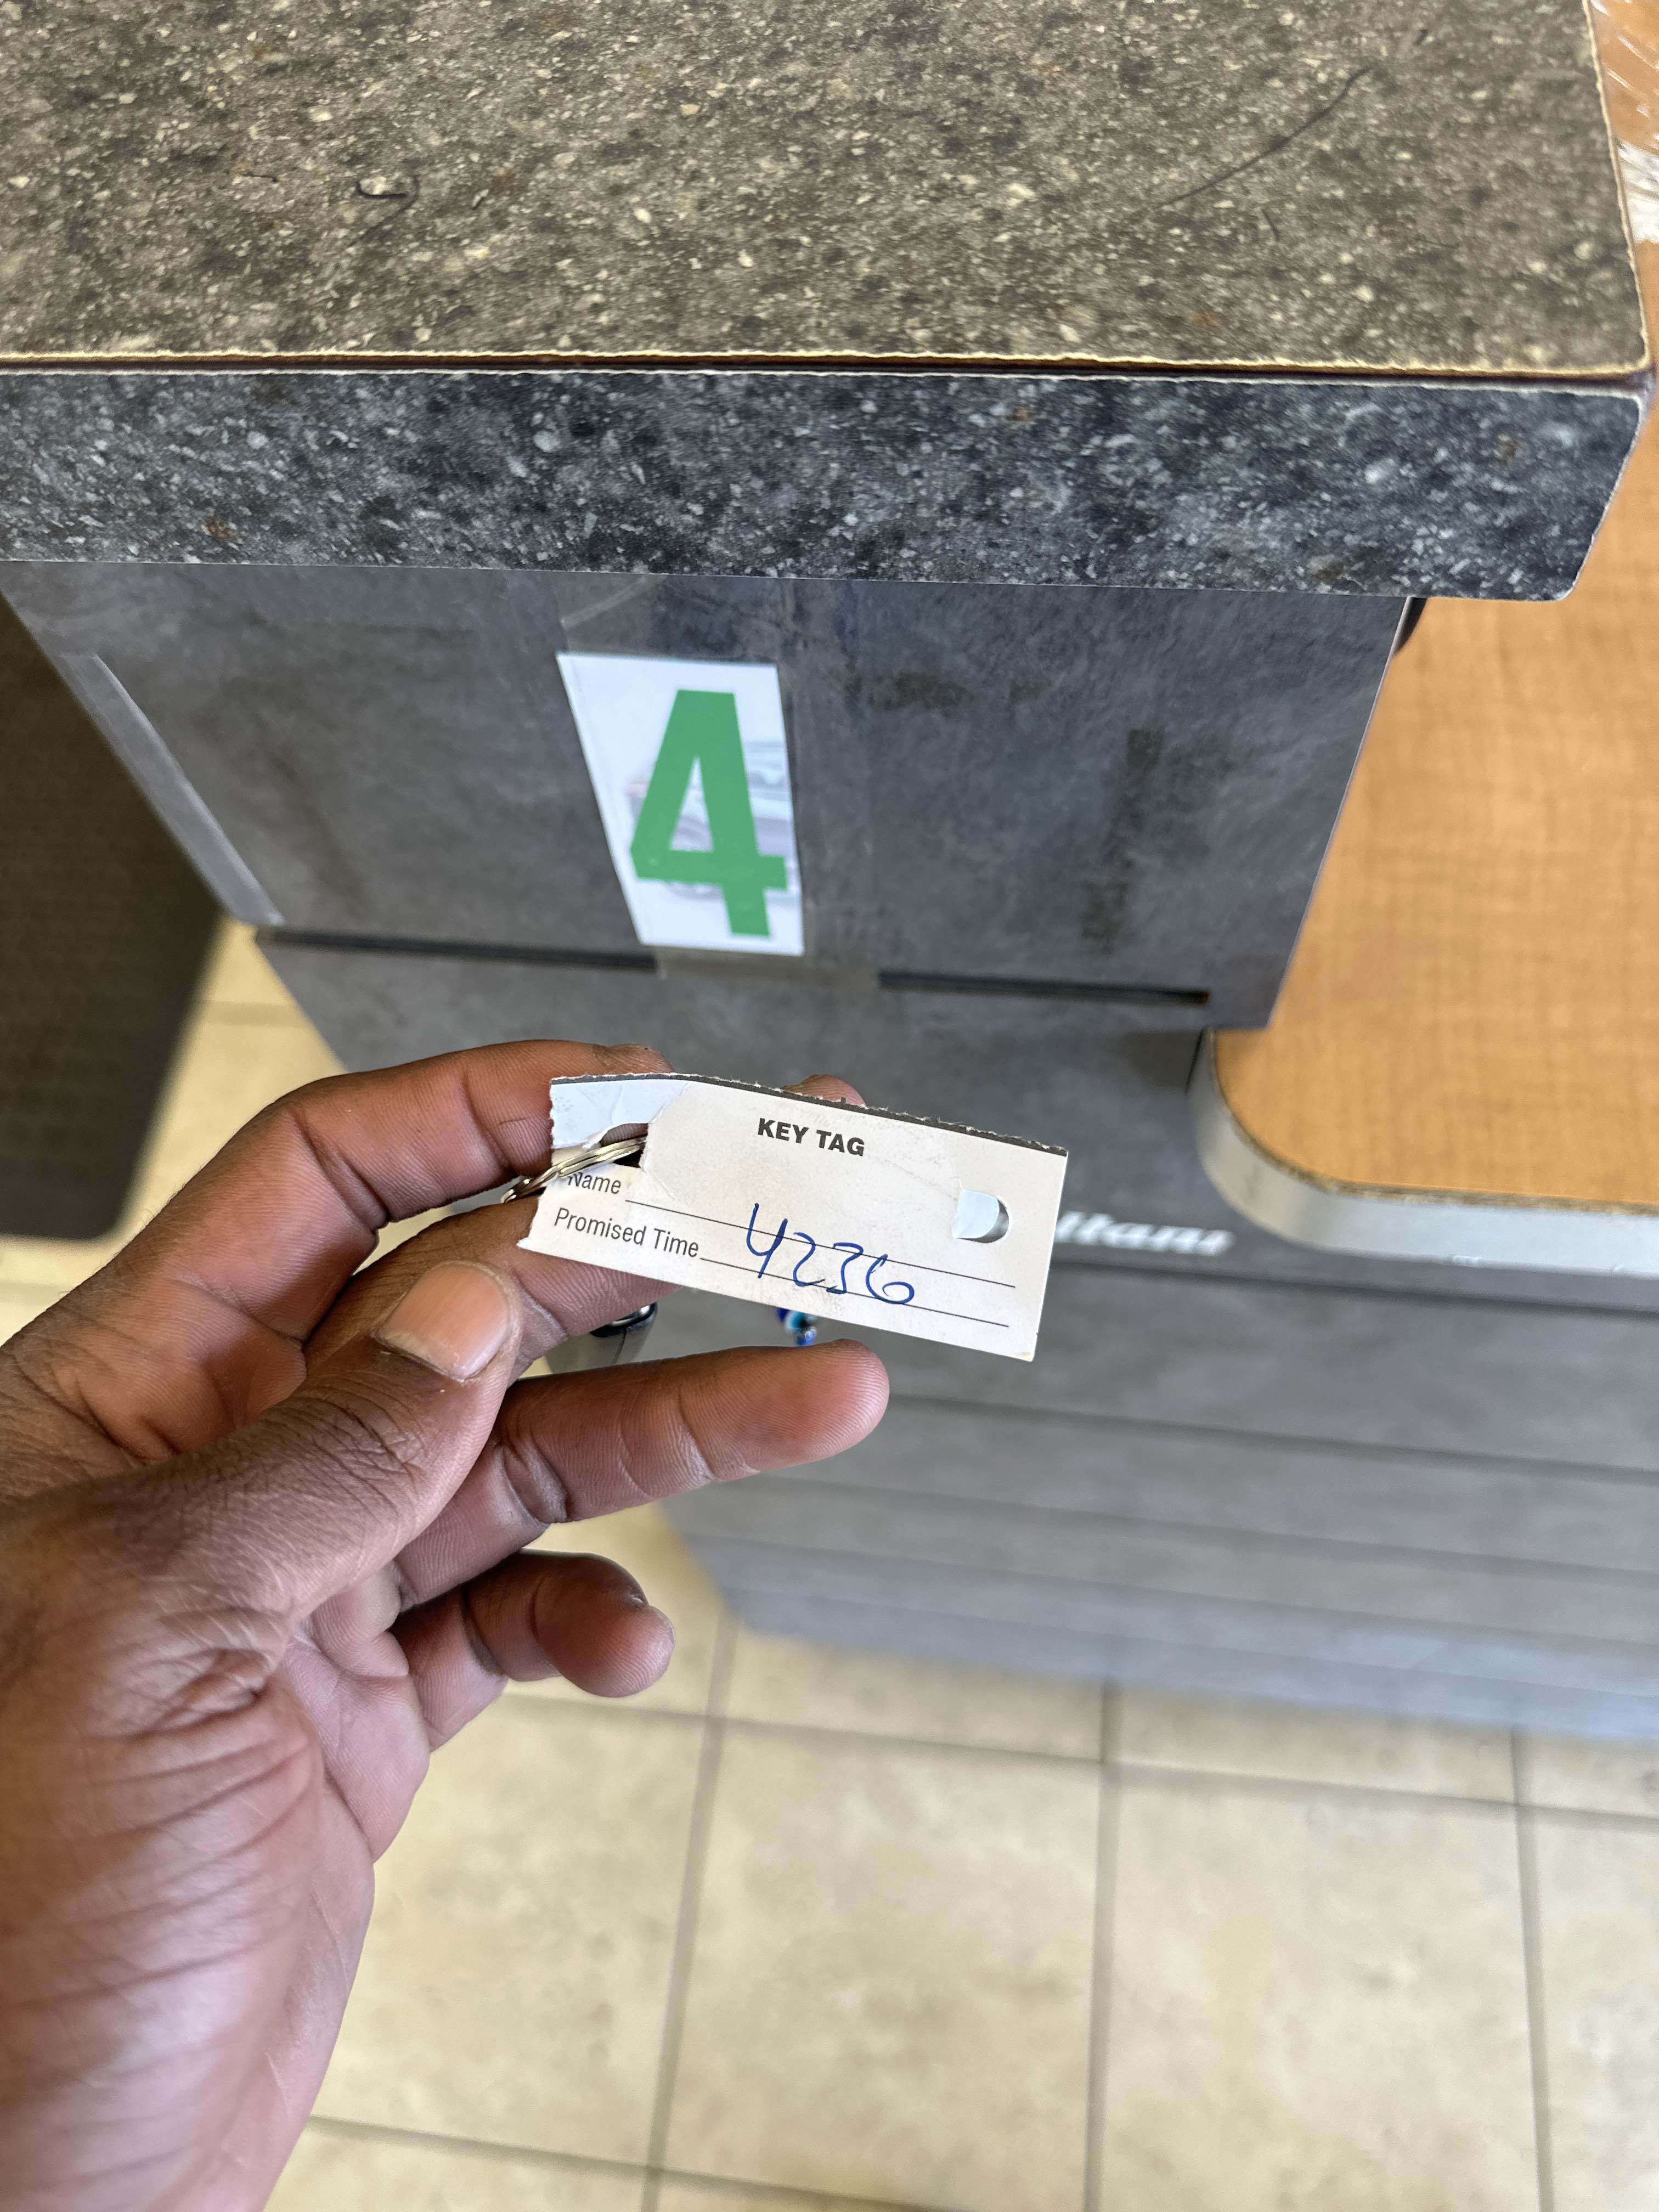 4
KEY TAG
Name
Promised Time 4236